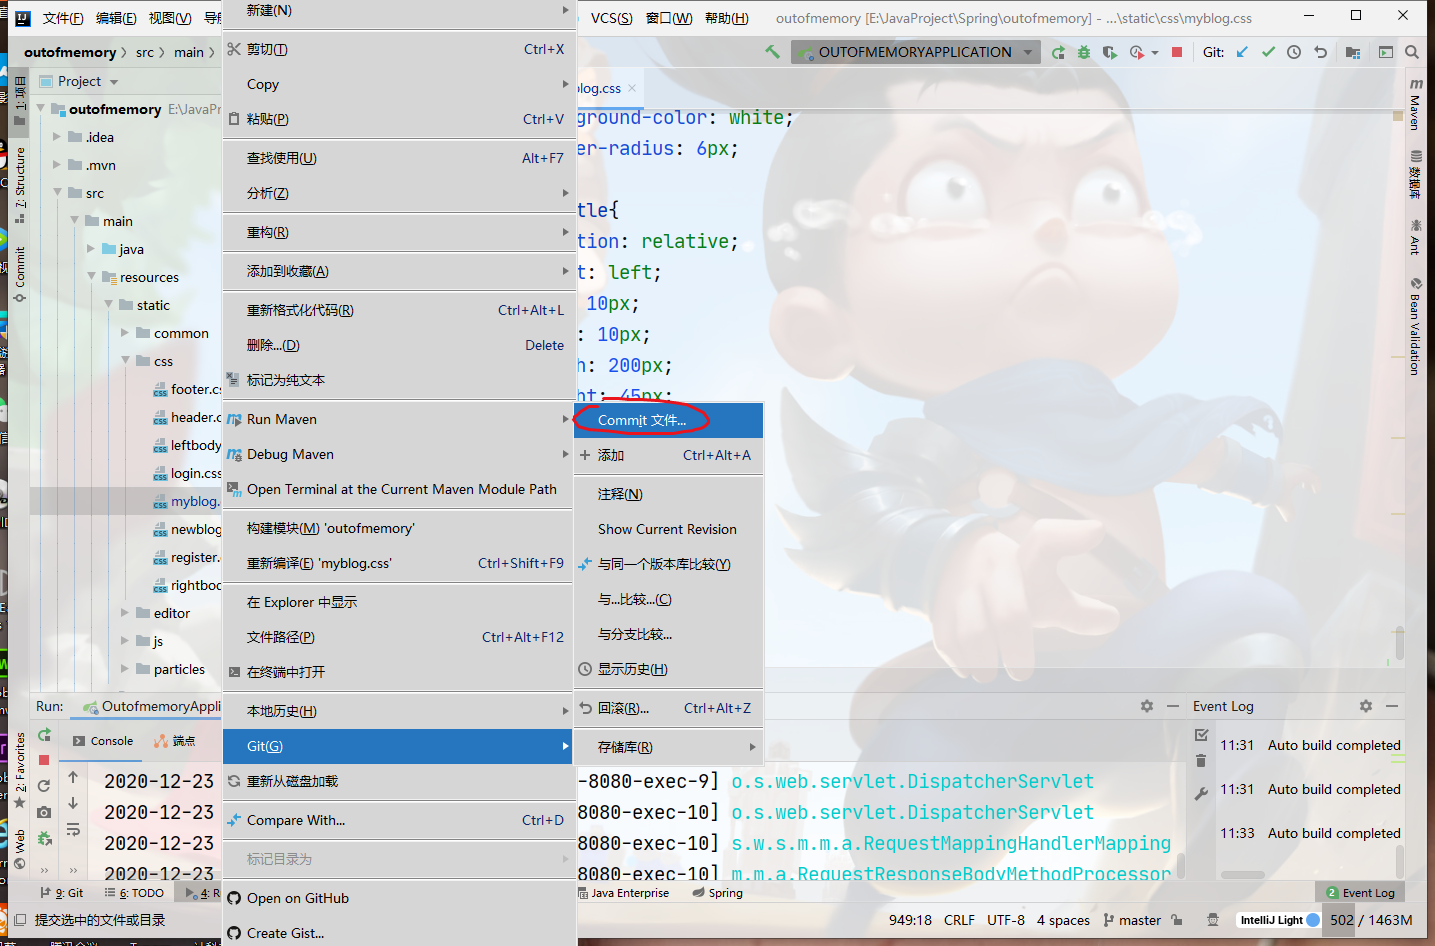 文件(F) 编辑(E) 视图(V) 导航
VCS(S) 窗口(W) 帮助(H) outofmemory [E:\JavaProject\Spring\outofmemory] - ...\static\css\myblog.css
outofmemory src main
OUTOFMEMORYAPPLICATION Git:
1: 项目
7: Structure
Commit
2: Favorites
Web
Project
outofmemory E:\JavaPr
.idea
.mvn
src
main
java
resources
static
common
css
footer.cs
header.c
leftbody
login.css
myblog.
newblog
register.
rightbod
editor
js
particles
新建(N)
剪切(T) Ctrl+X
Copy
粘贴(P) Ctrl+V
查找使用(U) Alt+F7
分析(Z)
重构(R)
添加到收藏(A)
重新格式化代码(R) Ctrl+Alt+L
删除...(D) Delete
标记为纯文本
Run Maven
Debug Maven
Open Terminal at the Current Maven Module Path
构建模块(M) 'outofmemory'
重新编译(E) 'myblog.css' Ctrl+Shift+F9
在 Explorer 中显示
文件路径(P) Ctrl+Alt+F12
在终端中打开
本地历史(H)
Git(G)
重新从磁盘加载
Compare With... Ctrl+D
标记目录为
Open on GitHub
Create Gist...
Commit 文件...
添加 Ctrl+Alt+A
注释(N)
Show Current Revision
与同一个版本库比较(Y)
与...比较...(C)
与分支比较...
显示历史(H)
回滚(R)... Ctrl+Alt+Z
存储库(R)
log.css
ground-color: white;
er-radius: 6px;
tle{
tion: relative;
t: left;
10px;
: 10px;
h: 200px;
ht: 45px;
Maven
数据库
Ant
Bean Validation
Run: OutofmemoryAppli
Console 端点
2020-12-23
2020-12-23
2020-12-23
2020-12-23
-8080-exec-9] o.s.web.servlet.DispatcherServlet
8080-exec-10] o.s.web.servlet.DispatcherServlet
8080-exec-10] s.w.s.m.m.a.RequestMappingHandlerMapping
8080-exec-10] m.m.a.RequestResponseBodyMethodProcessor
Event Log
11:31 Auto build completed
11:31 Auto build completed
11:33 Auto build completed
9: Git 6: TODO 4: R
Java Enterprise Spring 2 Event Log
提交选中的文件或目录
949:18 CRLF UTF-8 4 spaces master IntelliJ Light 502 / 1463M